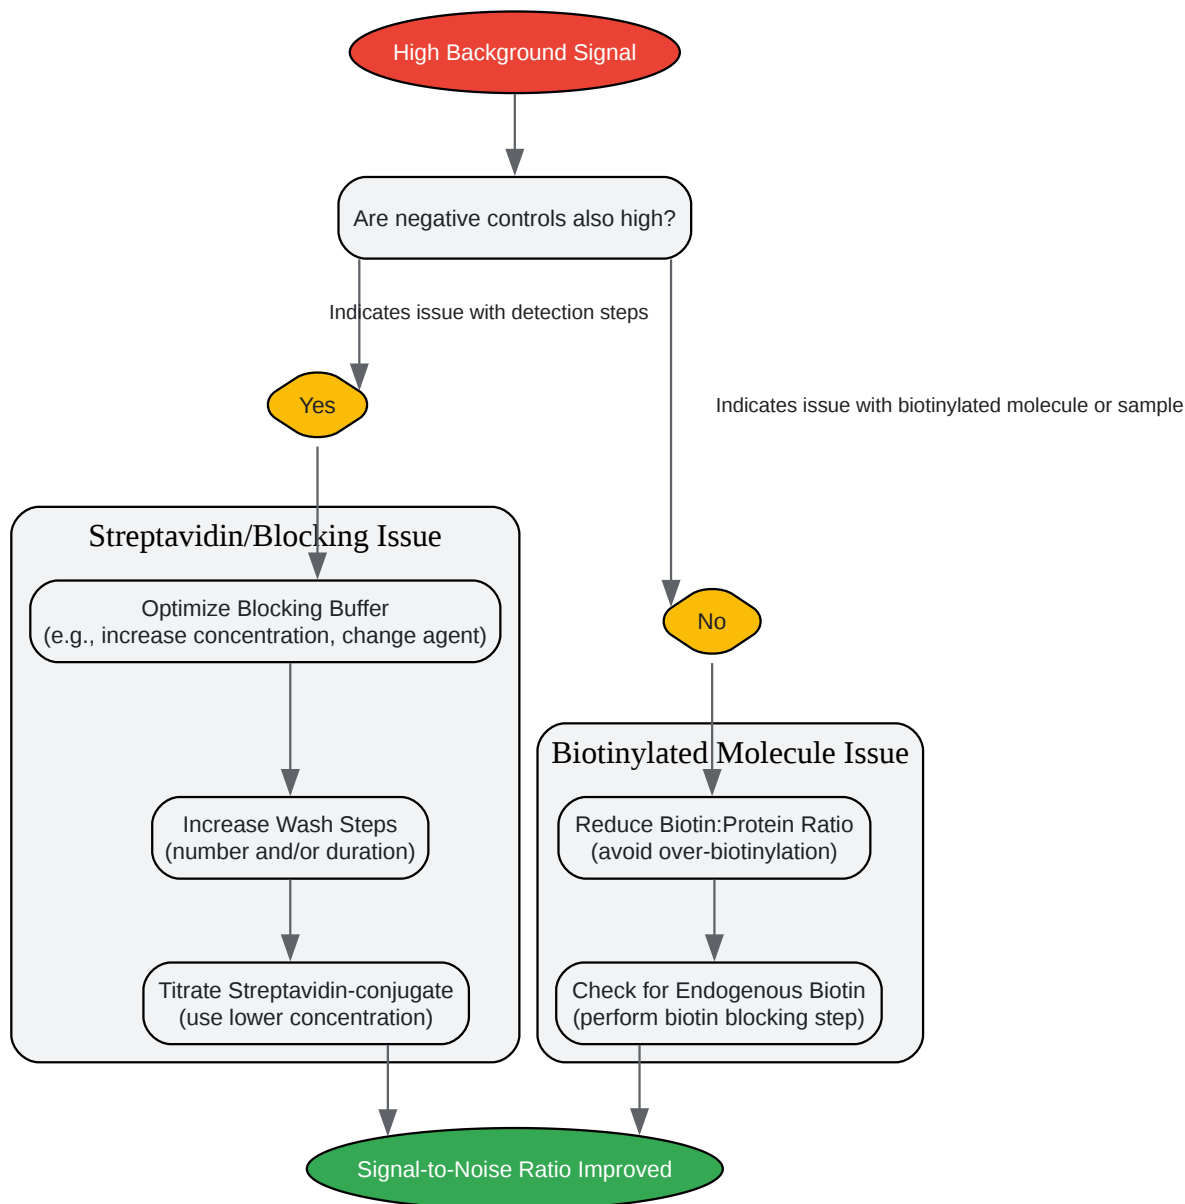 High Background Signal
Are negative controls also high?
Indicates issue with detection steps
Yes
Indicates issue with biotinylated molecule or sample
Streptavidin/Blocking Issue
Optimize Blocking Buffer
(e.g., increase concentration, change agent)
No
Biotinylated Molecule Issue
Increase Wash Steps
(number and/or duration)
Reduce Biotin:Protein Ratio
(avoid over-biotinylation)
Titrate Streptavidin-conjugate
(use lower concentration)
Check for Endogenous Biotin
(perform biotin blocking step)
Signal-to-Noise Ratio Improved